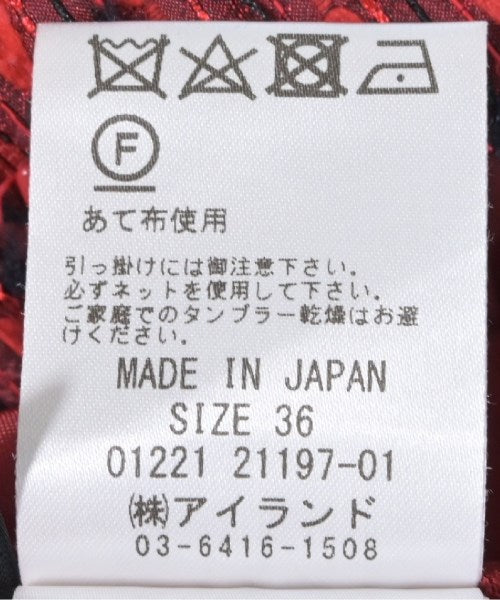 F
あて布使用
引っ掛けには御注意下さい。
必ずネットを使用して下さい。
ご家庭でのタンブラー乾燥はお避
けください。
MADE IN JAPAN
SIZE 36
01221 21197-01
㈱アイランド
03-6416-1508